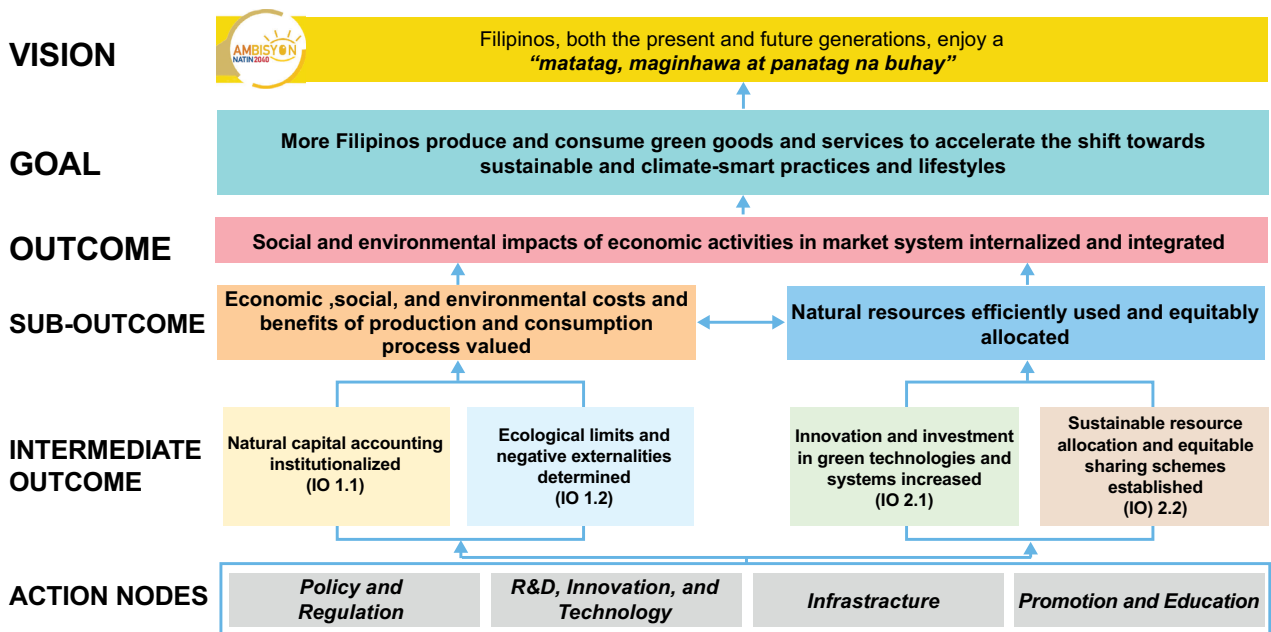 VISION
AMBISYON
NATIN2040
Filipinos, both the present and future generations, enjoy a
“matatag, maginhawa at panatag na buhay”
GOAL
More Filipinos produce and consume green goods and services to accelerate the shift towards
sustainable and climate-smart practices and lifestyles
OUTCOME
Social and environmental impacts of economic activities in market system internalized and integrated
SUB-OUTCOME
Economic ,social, and environmental costs and
benefits of production and consumption
process valued
Natural resources efficiently used and equitably
allocated
INTERMEDIATE
OUTCOME
Natural capital accounting
institutionalized
(IO 1.1)
Ecological limits and
negative externalities
determined
(IO 1.2)
Innovation and investment
in green technologies and
systems increased
(IO 2.1)
Sustainable resource
allocation and equitable
sharing schemes
established
(IO) 2.2)
ACTION NODES
Policy and
Regulation
R&D, Innovation, and
Technology
Infrastracture
Promotion and Education